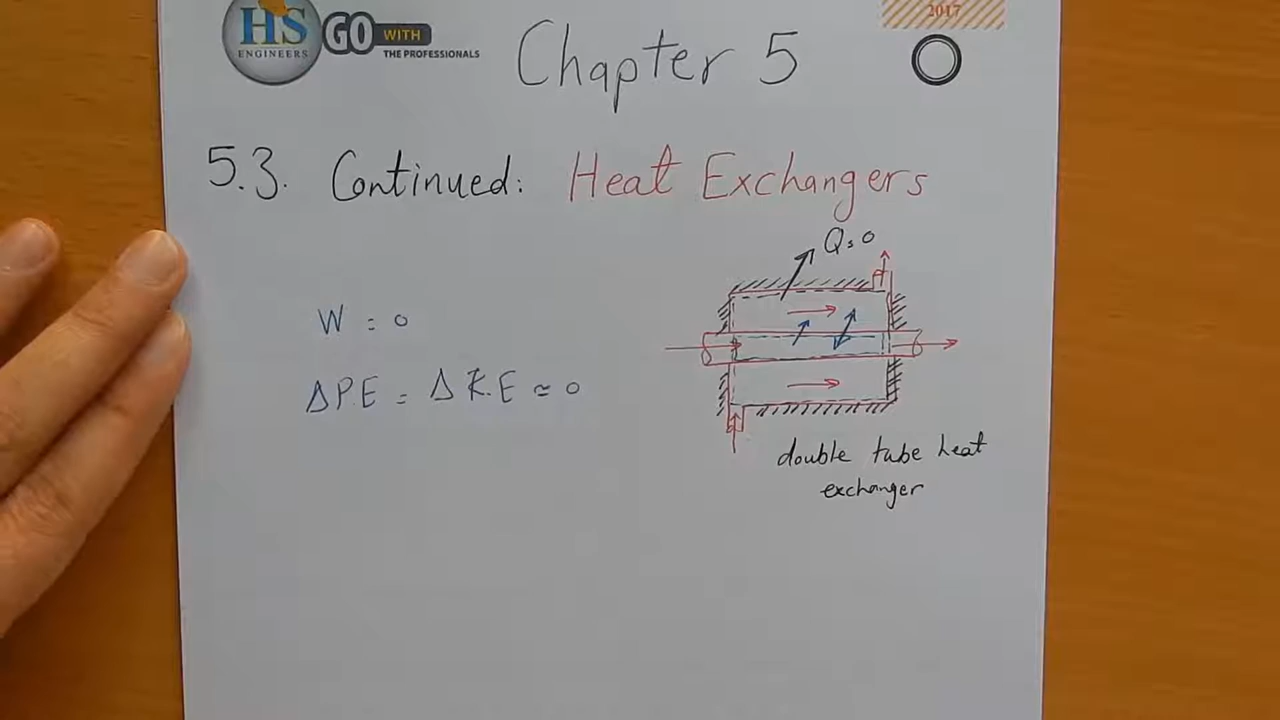 HS
ENGINEERS
GO WITH
THE PROFESSIONALS
2017
Chapter 5
5.3. Continued: Heat Exchangers
Q = 0
W = 0
ΔP.E = ΔK.E ≈ 0
double tube heat
exchanger